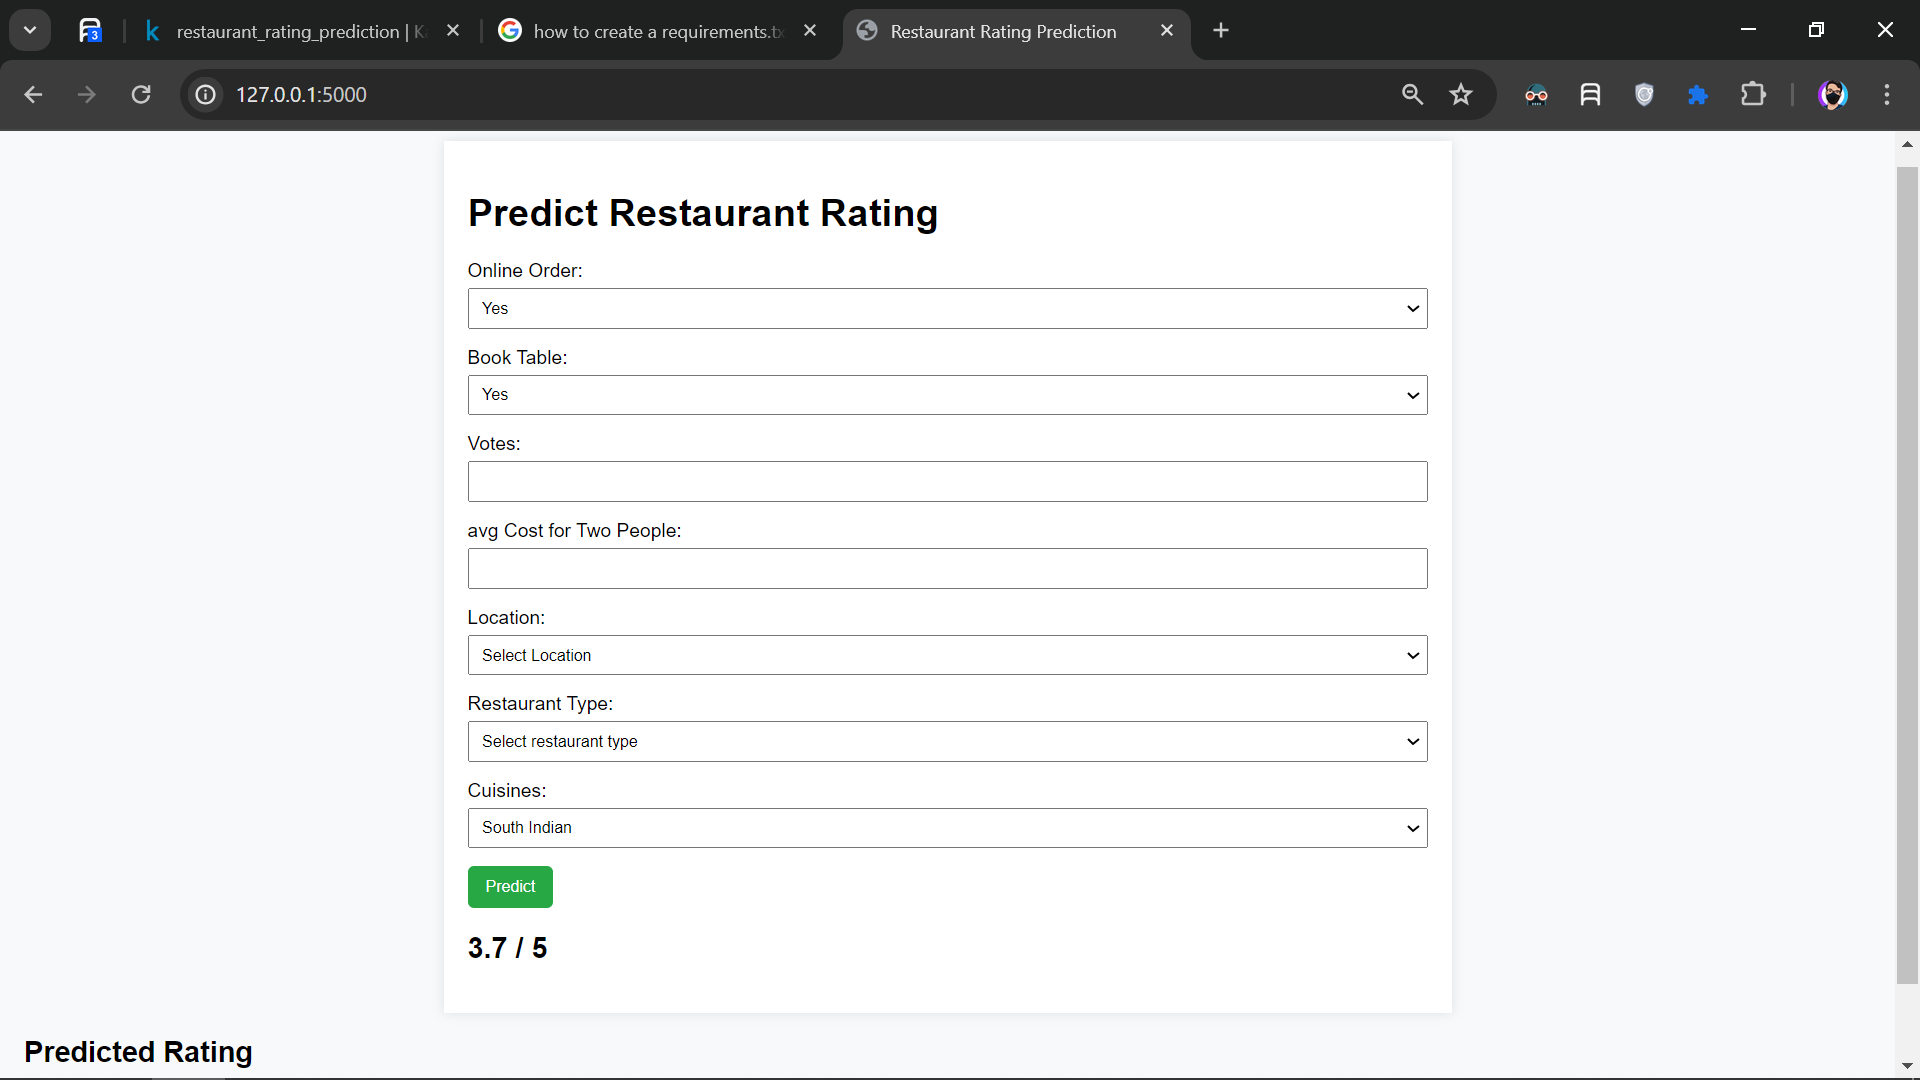 restaurant_rating_prediction | Ka
how to create a requirements.tx
Restaurant Rating Prediction
127.0.0.1:5000
Predict Restaurant Rating
Online Order:
Yes
Book Table:
Yes
Votes:
avg Cost for Two People:
Location:
Select Location
Restaurant Type:
Select restaurant type
Cuisines:
South Indian
Predict
3.7 / 5
Predicted Rating